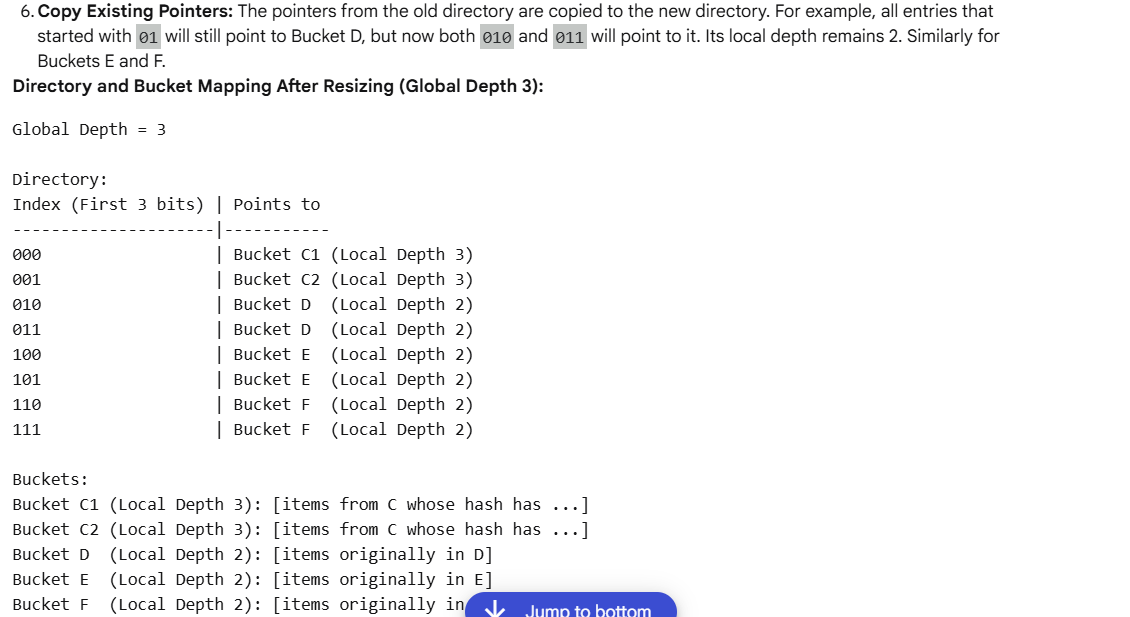 6. Copy Existing Pointers: The pointers from the old directory are copied to the new directory. For example, all entries that
started with 01 will still point to Bucket D, but now both 010 and 011 will point to it. Its local depth remains 2. Similarly for
Buckets E and F.
Directory and Bucket Mapping After Resizing (Global Depth 3):
Global Depth = 3
Directory:
Index (First 3 bits) | Points to
---------------------|-----------
000                  | Bucket C1 (Local Depth 3)
001                  | Bucket C2 (Local Depth 3)
010                  | Bucket D  (Local Depth 2)
011                  | Bucket D  (Local Depth 2)
100                  | Bucket E  (Local Depth 2)
101                  | Bucket E  (Local Depth 2)
110                  | Bucket F  (Local Depth 2)
111                  | Bucket F  (Local Depth 2)
Buckets:
Bucket C1 (Local Depth 3): [items from C whose hash has ...]
Bucket C2 (Local Depth 3): [items from C whose hash has ...]
Bucket D  (Local Depth 2): [items originally in D]
Bucket E  (Local Depth 2): [items originally in E]
Bucket F  (Local Depth 2): [items originally in
Jump to bottom